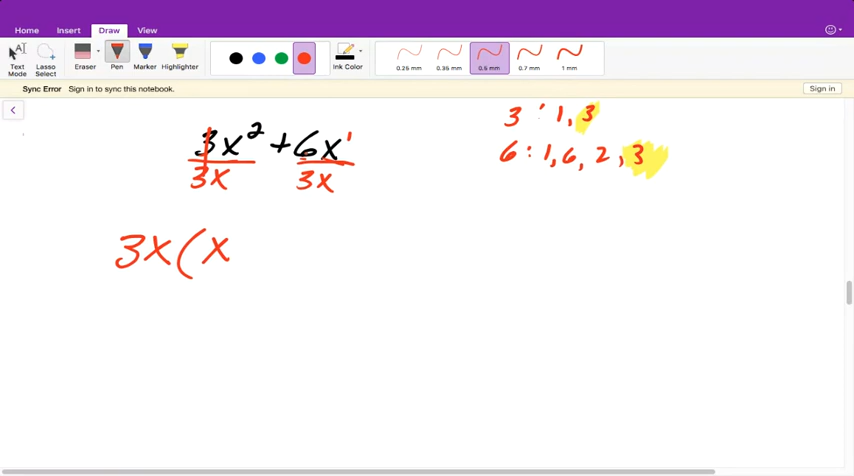 Home Insert Draw View
Text Mode Lasso Select Eraser Pen Marker Highlighter Ink Color 0.25 mm 0.35 mm 0.5 mm 0.7 mm 1 mm
Sync Error Sign in to sync this notebook. Sign in
3 : 1, 3
3x² + 6x¹
6 : 1, 6, 2, 3
3x 3x
3x(x